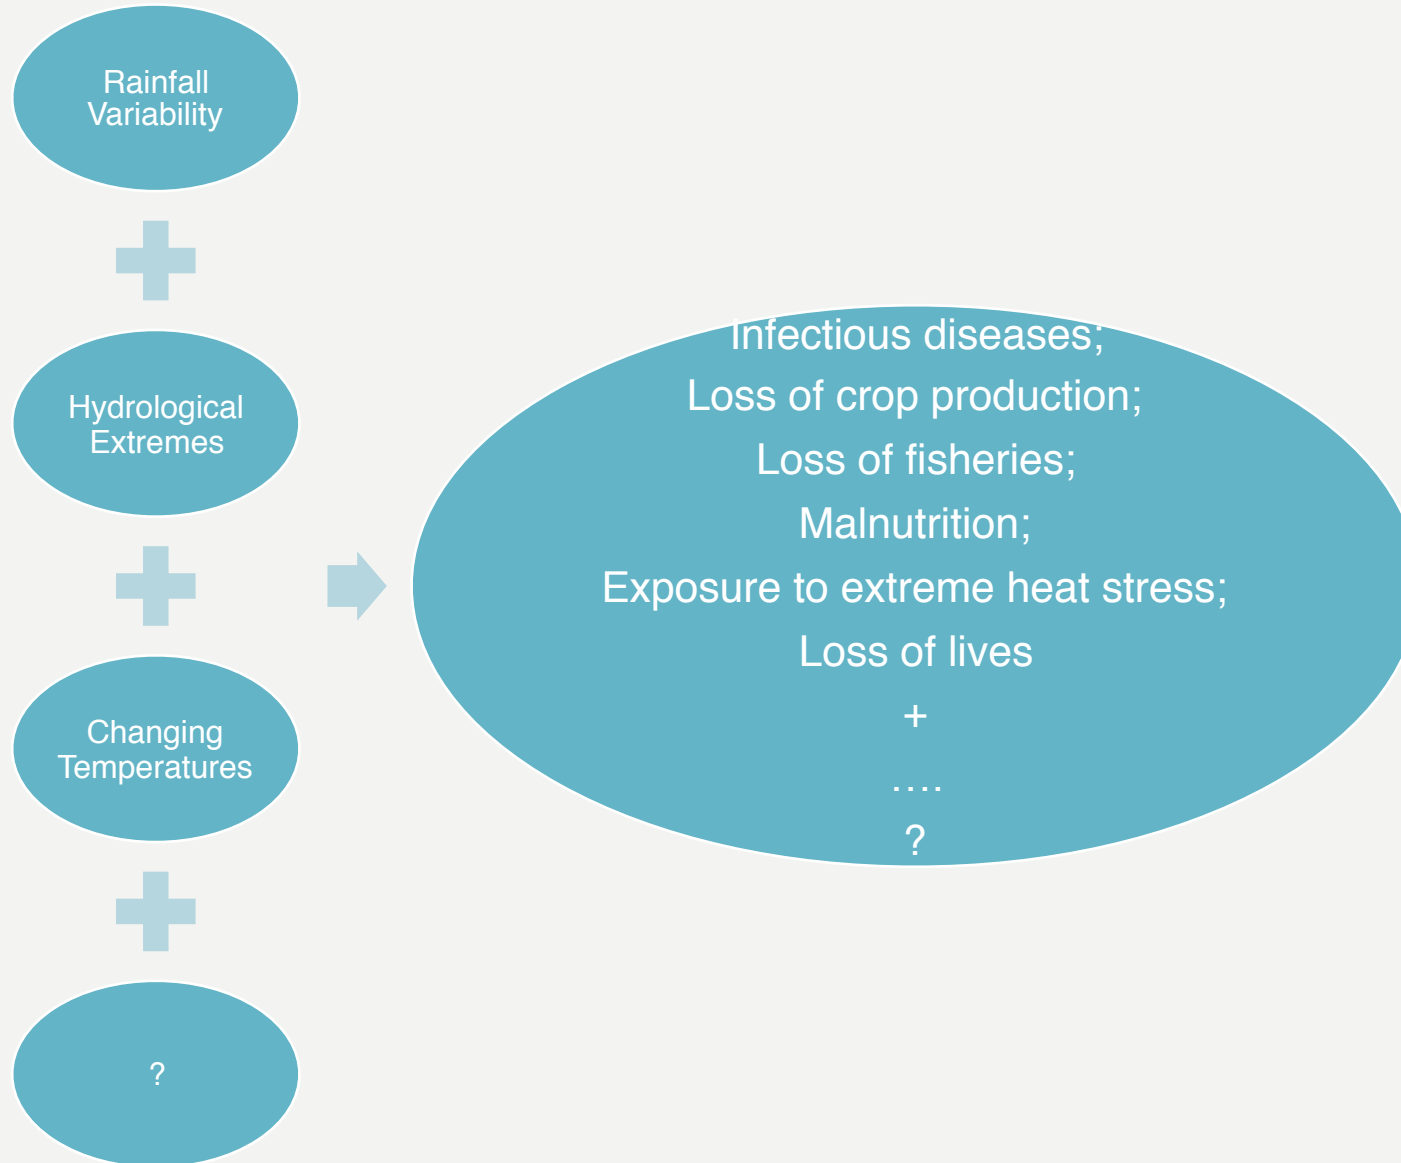 Rainfall
Variability
Hydrological
Extremes
Changing
Temperatures
?
Infectious diseases;
Loss of crop production;
Loss of fisheries;
Malnutrition;
Exposure to extreme heat stress;
Loss of lives
+
....
?